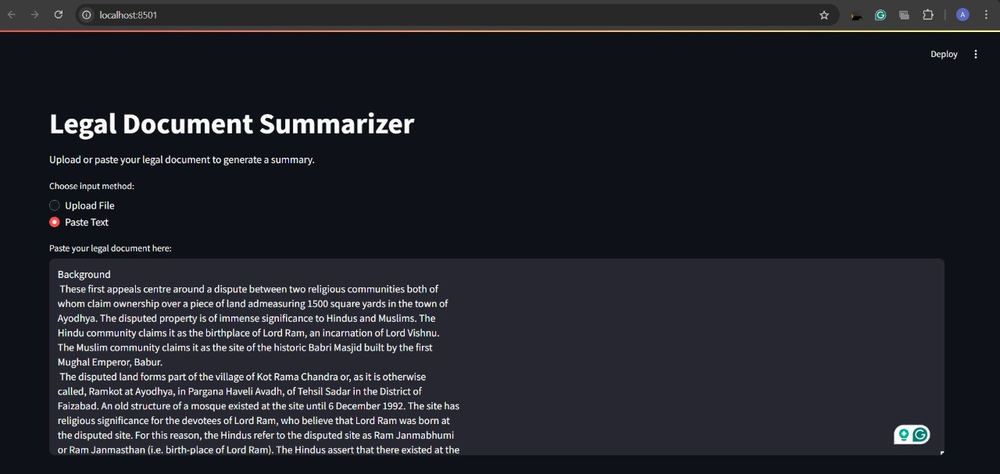 localhost:8501
A
Deploy
Legal Document Summarizer
Upload or paste your legal document to generate a summary.
Choose input method:
Upload File
Paste Text
Paste your legal document here:
Background
These first appeals centre around a dispute between two religious communities both of
whom claim ownership over a piece of land admeasuring 1500 square yards in the town of
Ayodhya. The disputed property is of immense significance to Hindus and Muslims. The
Hindu community claims it as the birthplace of Lord Ram, an incarnation of Lord Vishnu.
The Muslim community claims it as the site of the historic Babri Masjid built by the first
Mughal Emperor, Babur.
The disputed land forms part of the village of Kot Rama Chandra or, as it is otherwise
called, Ramkot at Ayodhya, in Pargana Haveli Avadh, of Tehsil Sadar in the District of
Faizabad. An old structure of a mosque existed at the site until 6 December 1992. The site has
religious significance for the devotees of Lord Ram, who believe that Lord Ram was born at
the disputed site. For this reason, the Hindus refer to the disputed site as Ram Janmabhumi
or Ram Janmasthan (i.e. birth-place of Lord Ram). The Hindus assert that there existed at the